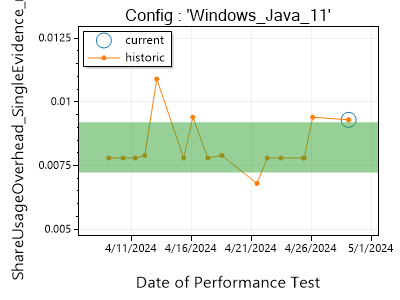 Config : 'Windows_Java_11'
current
historic
0.0125
0.01
0.0075
0.005
ShareUsageOverhead_SingleEvidence_
4/11/2024
4/16/2024
4/21/2024
4/26/2024
5/1/2024
Date of Performance Test